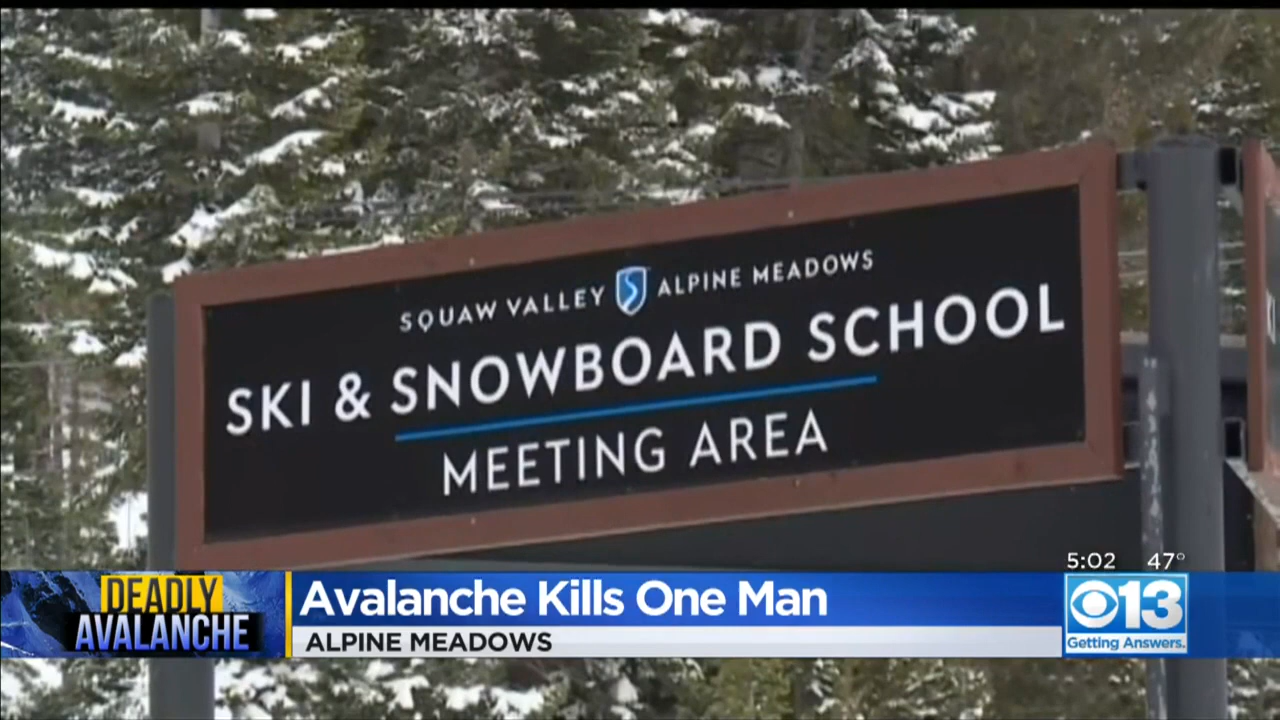 SQUAW VALLEY ALPINE MEADOWS
SKI & SNOWBOARD SCHOOL
MEETING AREA
5:02 47°
DEADLY
AVALANCHE
Avalanche Kills One Man
ALPINE MEADOWS
13
Getting Answers.